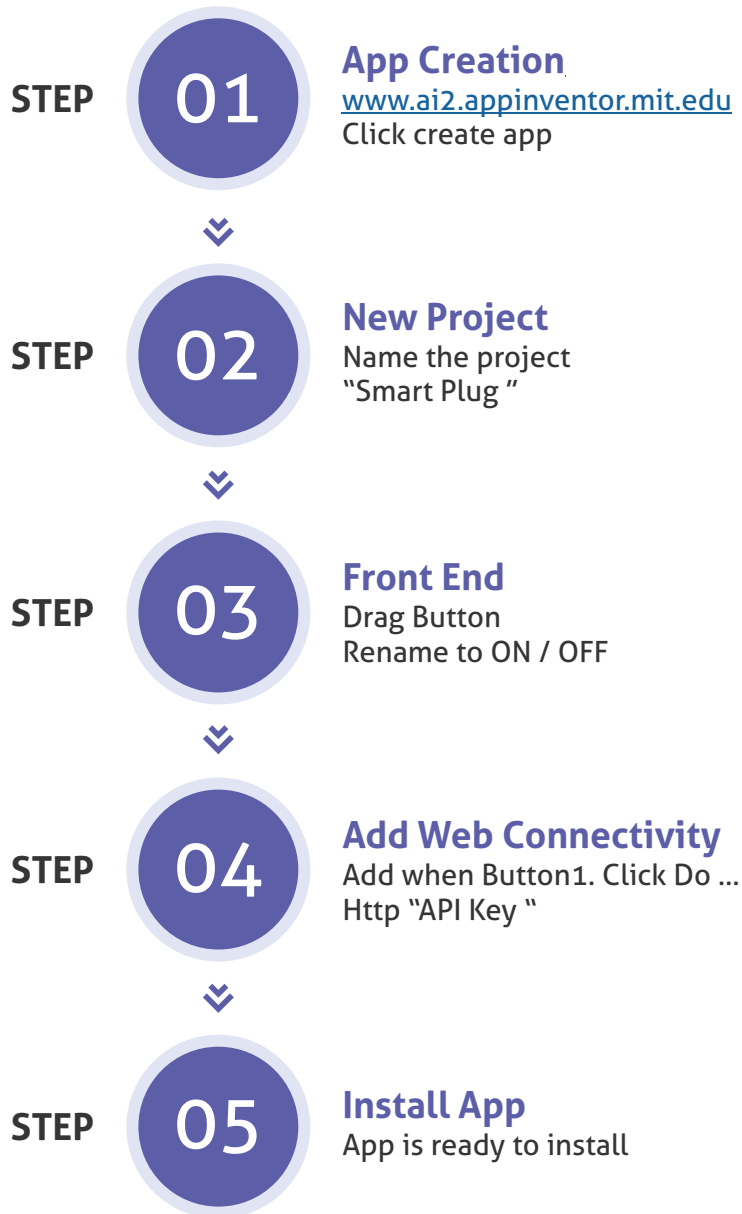 STEP
01
App Creation
www.ai2.appinventor.mit.edu
Click create app
STEP
02
New Project
Name the project
“Smart Plug ”
STEP
03
Front End
Drag Button
Rename to ON / OFF
STEP
04
Add Web Connectivity
Add when Button1. Click Do ...
Http “API Key “
STEP
05
Install App
App is ready to install